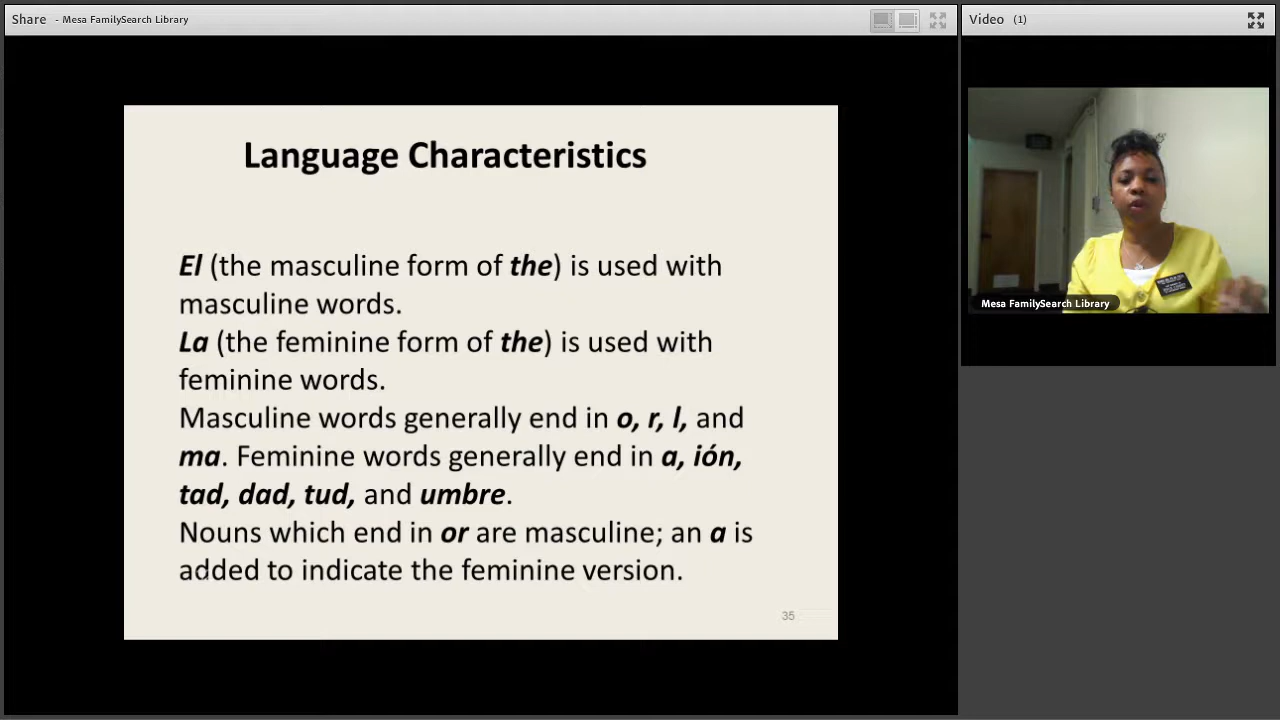 Share - Mesa FamilySearch Library
Video (1)
Language Characteristics
El (the masculine form of the) is used with
masculine words.
La (the feminine form of the) is used with
feminine words.
Masculine words generally end in o, r, l, and
ma. Feminine words generally end in a, ión,
tad, dad, tud, and umbre.
Nouns which end in or are masculine; an a is
added to indicate the feminine version.
35
Mesa FamilySearch Library